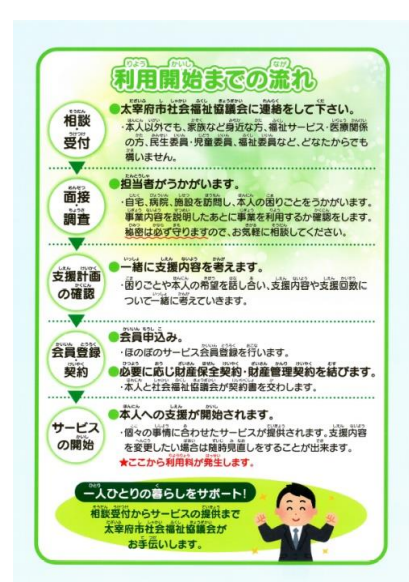 利用開始までの流れ
相談
受付
●太宰府市社会福祉協議会に連絡をして下さい。
・本人以外でも、家族など身近な方、福祉サービス・医療関係
の方、民生委員・児童委員、福祉委員など、どなたからでも
構いません。
面接
調査
●担当者がうかがいます。
・自宅、病院、施設を訪問し、本人の困りごとをうかがいます。
事業内容を説明したあとに事業を利用するか確認をします。
秘密は必ず守りますので、お気軽に相談してください。
支援計画
の確認
●一緒に支援内容を考えます。
・困りごとや本人の希望を話し合い、支援内容や支援回数に
ついて一緒に考えていきます。
会員登録
契約
●会員申込み。
・ほのぼのサービス会員登録を行います。
●必要に応じ財産保全契約・財産管理契約を結びます。
・本人と社会福祉協議会が契約書を交わします。
サービス
の開始
●本人への支援が開始されます。
・個々の事情に合わせたサービスが提供されます。支援内容
を変更したい場合は随時見直しをすることが出来ます。
★ここから利用料が発生します。
一人ひとりの暮らしをサポート!
相談受付からサービスの提供まで
太宰府市社会福祉協議会が
お手伝いします。